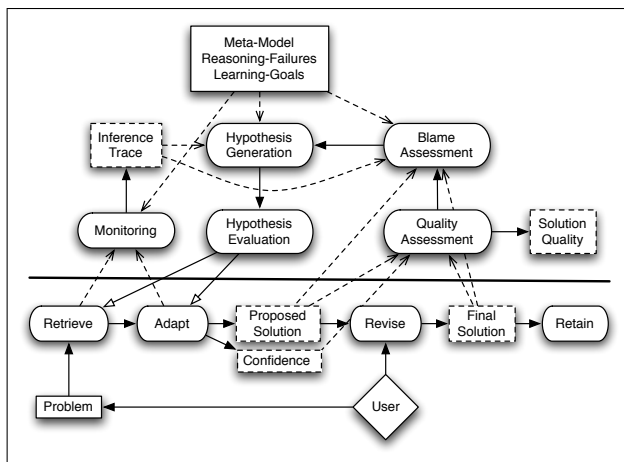 Meta-Model
Reasoning-Failures
Learning-Goals
Inference
Trace
Hypothesis
Generation
Blame
Assessment
Monitoring
Hypothesis
Evaluation
Quality
Assessment
Solution
Quality
Retrieve
Adapt
Proposed
Solution
Revise
Final
Solution
Retain
Confidence
Problem
User